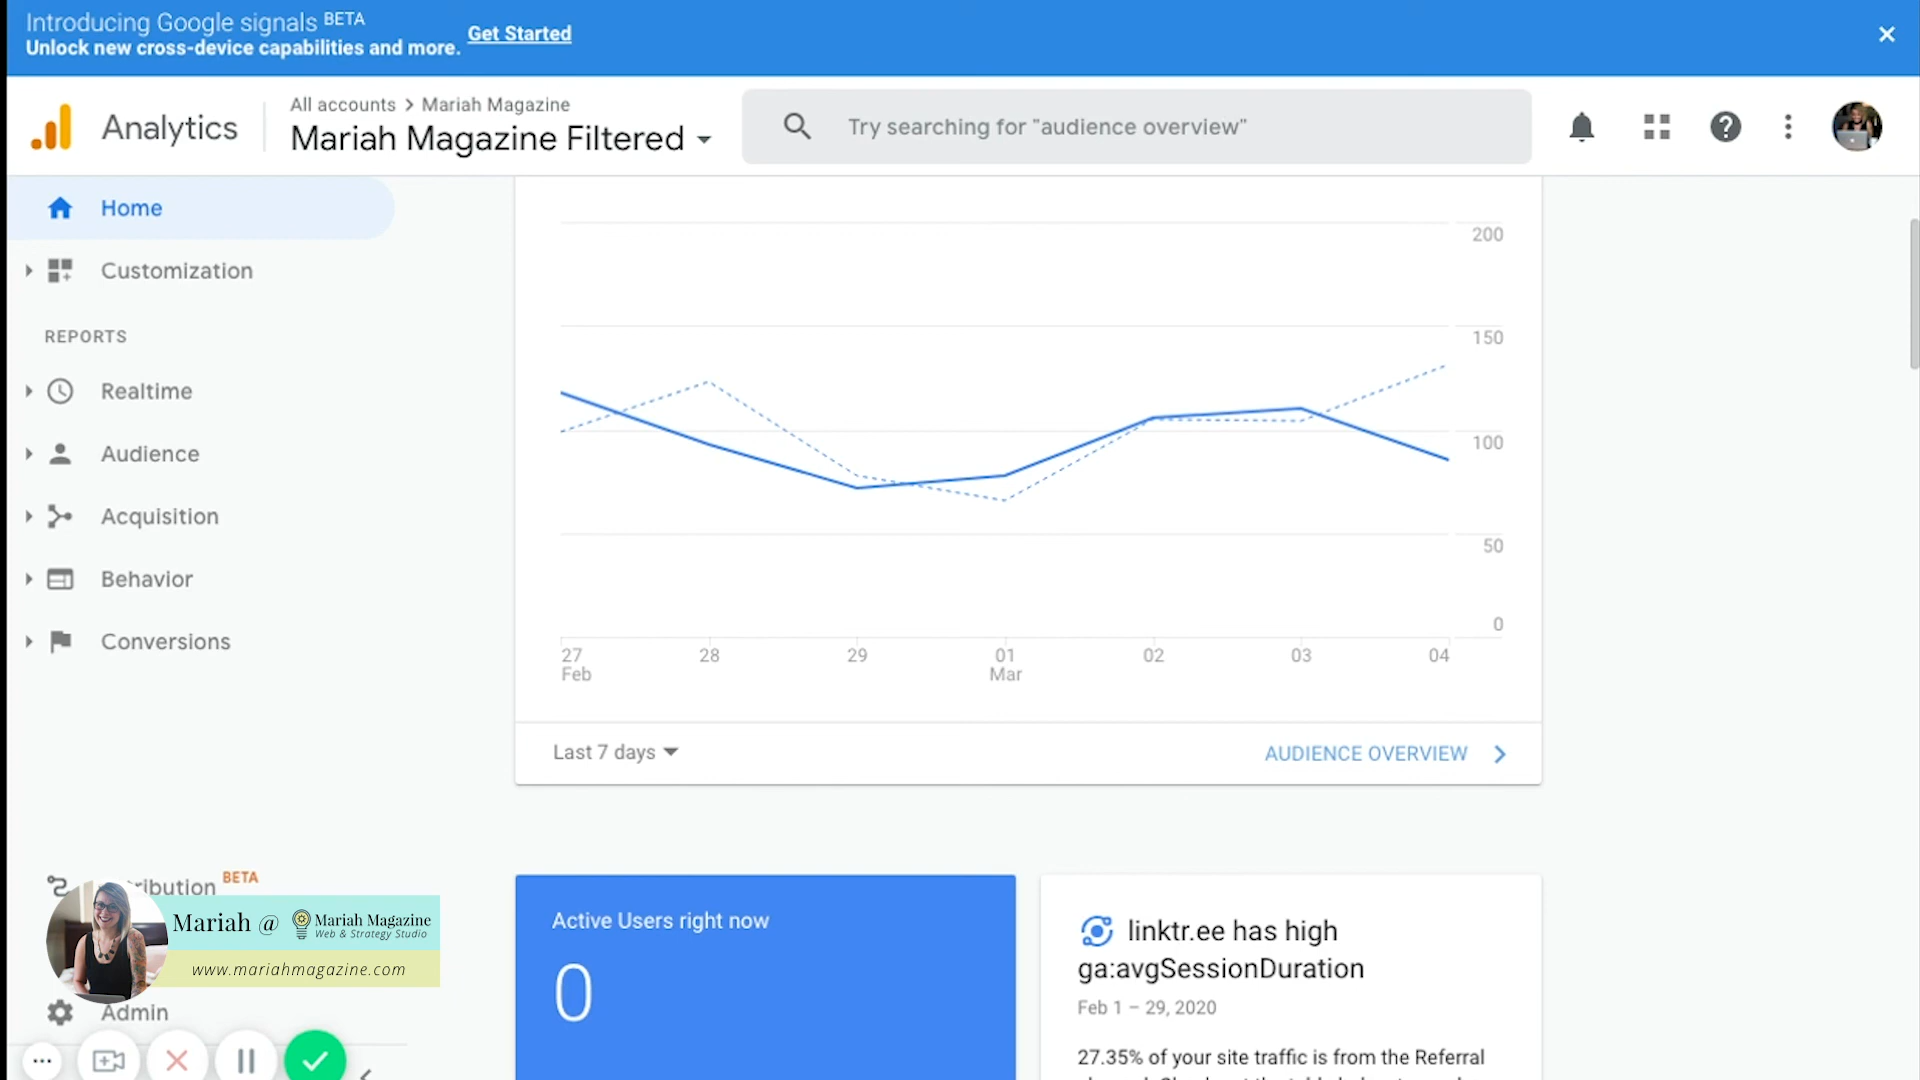 Introducing Google signals BETA
Unlock new cross-device capabilities and more.
Get Started
Analytics
All accounts > Mariah Magazine
Mariah Magazine Filtered
Try searching for "audience overview"
Home
Customization
REPORTS
Realtime
Audience
Acquisition
Behavior
Conversions
ribution BETA
Admin
200
150
100
50
0
27 28 29 01 02 03 04
Feb Mar
Last 7 days
AUDIENCE OVERVIEW
Active Users right now
0
linktr.ee has high
ga:avgSessionDuration
Feb 1 – 29, 2020
27.35% of your site traffic is from the Referral
Mariah @ Mariah Magazine
Web & Strategy Studio
www.mariahmagazine.com